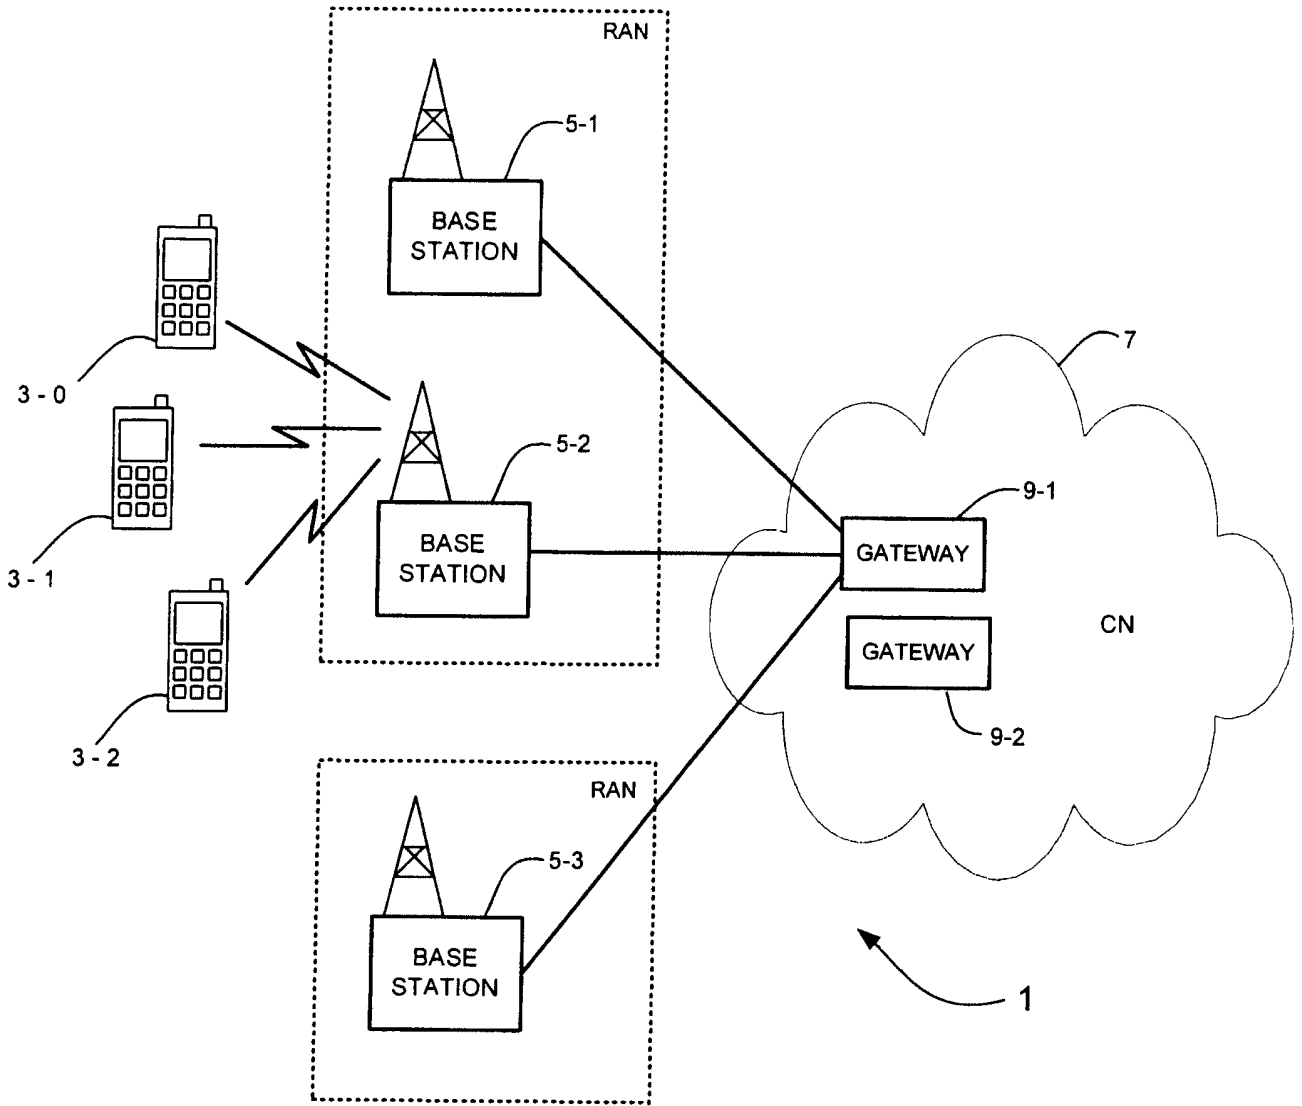 RAN
5-1
BASE
STATION
3 - 0
7
5-2
9-1
BASE
STATION
GATEWAY
3 - 1
CN
GATEWAY
3 - 2
9-2
RAN
5-3
BASE
STATION
1